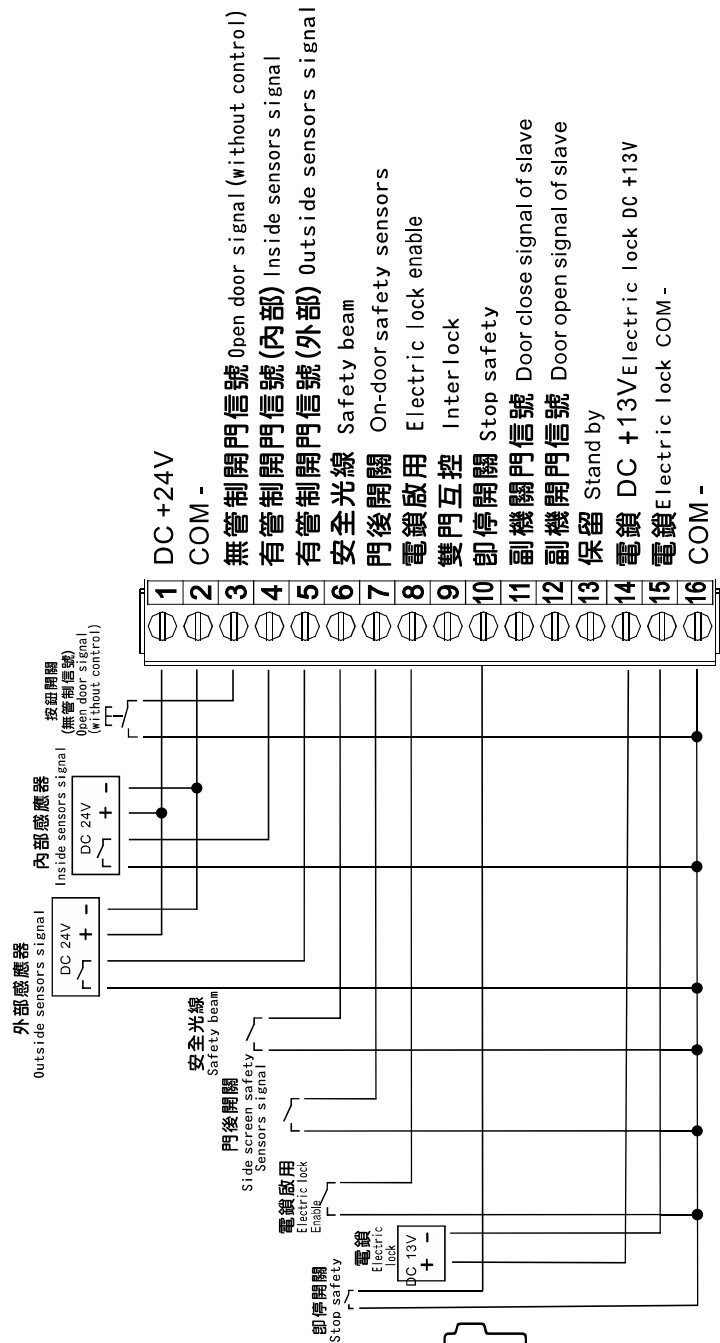 1 DC +24V
2 COM -
3 無管制開門信號 Open door signal (without control)
4 有管制開門信號(內部) Inside sensors signal
5 有管制開門信號(外部) Outside sensors signal
6 安全光線 Safety beam
7 門後開關 On-door safety sensors
8 電鎖啟用 Electric lock enable
9 雙門互控 Interlock
10 卽停開關 Stop safety
11 副機關門信號 Door close signal of slave
12 副機開門信號 Door open signal of slave
13 保留 Stand by
14 電鎖 DC +13V Electric lock DC +13V
15 電鎖 Electric lock COM -
16 COM -
按鈕開關
(無管制信號)
Open door signal
(without control)
內部感應器
Inside sensors signal
DC 24V
+ -
外部感應器
Outside sensors signal
DC 24V
+ -
安全光線
Safety beam
門後開關
Side screen safety
Sensors signal
電鎖啟用
Electric lock
Enable
電鎖
Electric
lock
DC 13V
+ -
卽停開關
Stop safety